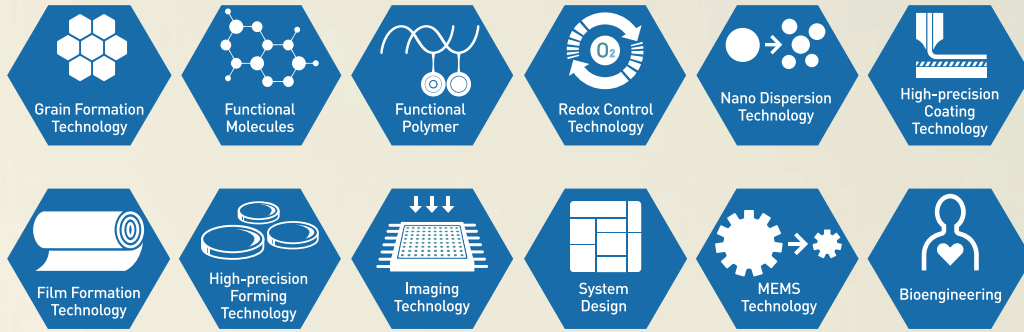 Grain Formation
Technology
Functional
Molecules
Functional
Polymer
O₂
Redox Control
Technology
Nano Dispersion
Technology
High-precision
Coating
Technology
Film Formation
Technology
High-precision
Forming
Technology
Imaging
Technology
System
Design
MEMS
Technology
Bioengineering